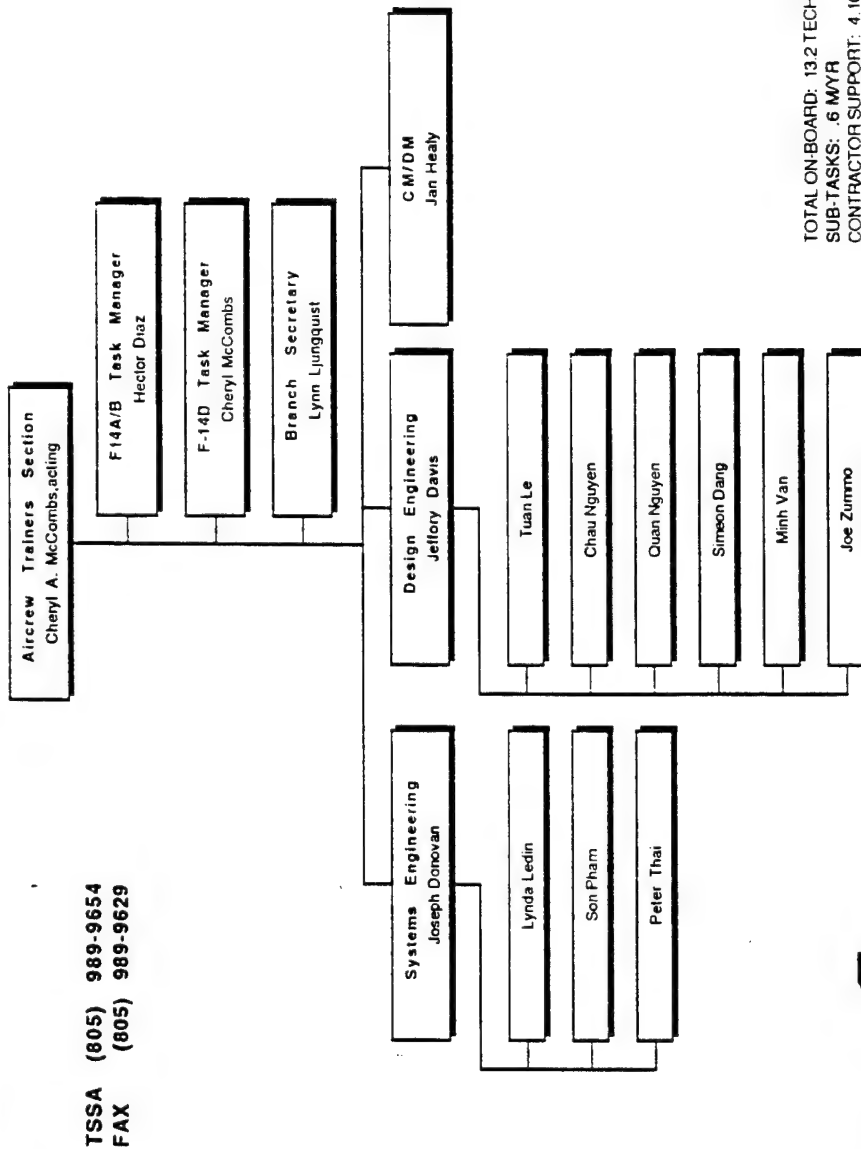 TSSA (805) 989-9654
FAX (805) 989-9629
Aircrew Trainers Section
Cheryl A. McCombs,acting
F14A/B Task Manager
Hector Diaz
F-14D Task Manager
Cheryl McCombs
Branch Secretary
Lynn Ljungquist
Systems Engineering
Joseph Donovan
Lynda Ledin
Son Pham
Peter Thai
Design Engineering
Jeffory Davis
Tuan Le
Chau Nguyen
Quan Nguyen
Simeon Dang
Minh Van
Joe Zummo
CM/DM
Jan Healy
TOTAL ON-BOARD: 13.2 TECH
SUB-TASKS: .6 M/YR
CONTRACTOR SUPPORT: